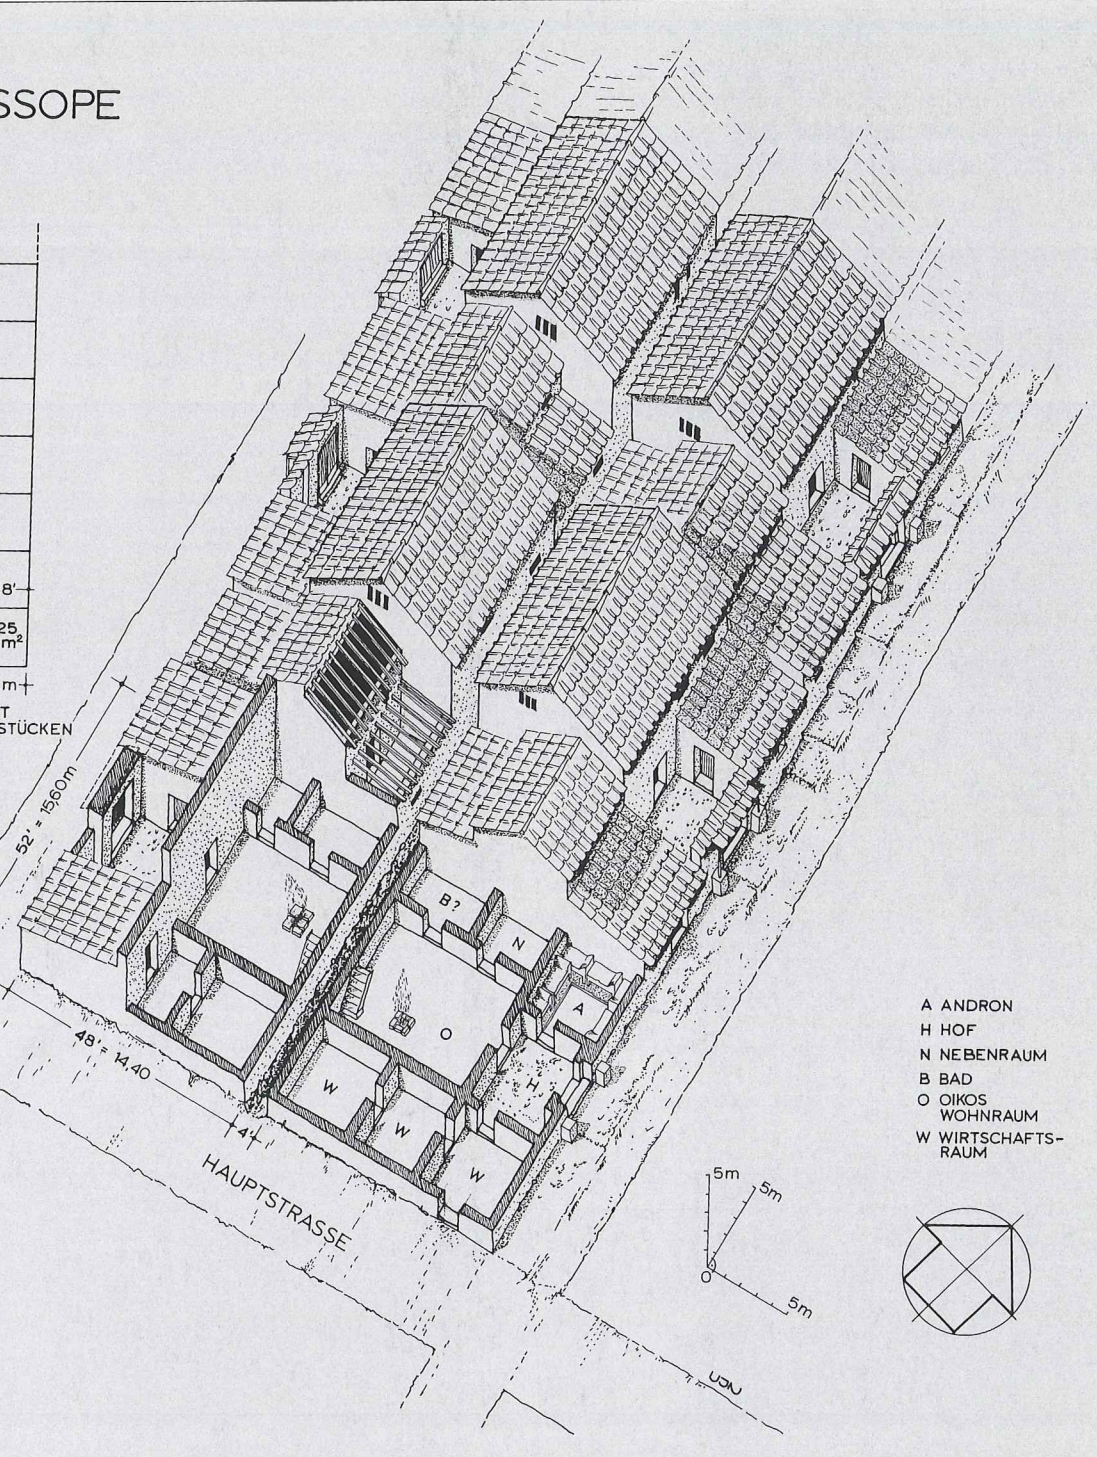 SSOPE
8'
25
m²
m
T
STÜCKEN
52' = 15,60m
48' = 14,40
4'
HAUPTSTRASSE
B?
N
A
O
H
W
W
W
A ANDRON
H HOF
N NEBENRAUM
B BAD
O OIKOS
WOHNRAUM
W WIRTSCHAFTS-
RAUM
5m
5m
0
5m